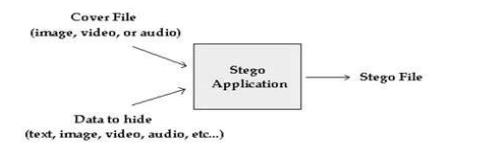 Cover File
(image, video, or audio)
Stego
Application
Stego File
Data to hide
(text, image, video, audio, etc...)